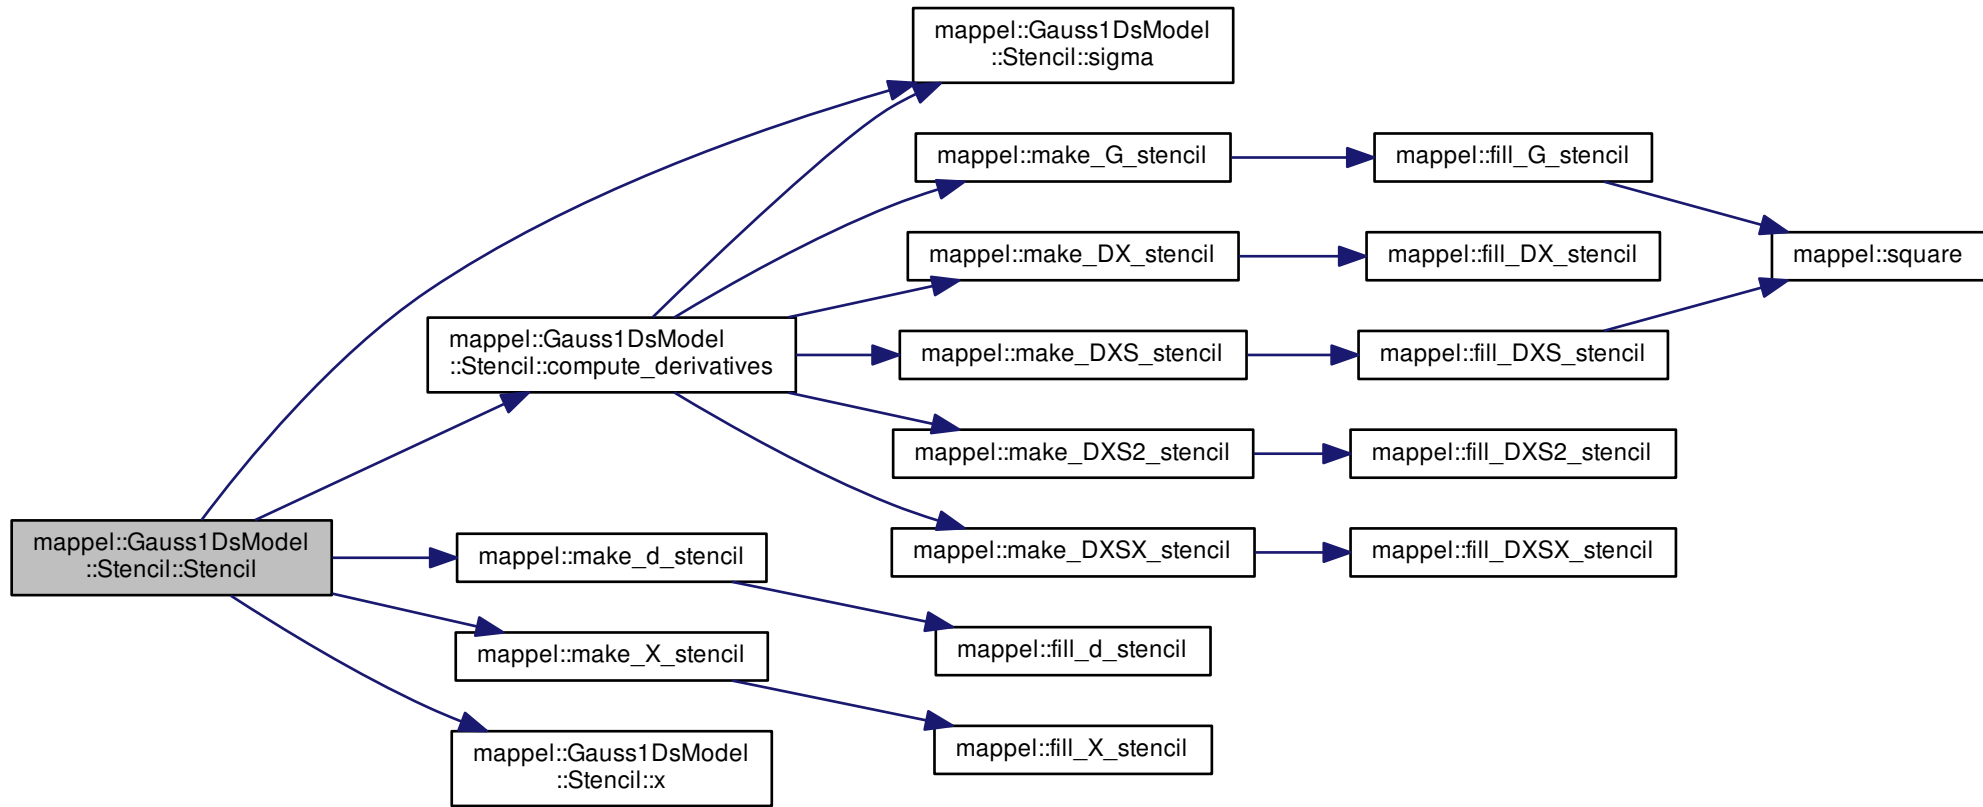 mappel::Gauss1DsModel
::Stencil::Stencil
mappel::Gauss1DsModel
::Stencil::compute_derivatives
mappel::make_d_stencil
mappel::make_X_stencil
mappel::Gauss1DsModel
::Stencil::x
mappel::Gauss1DsModel
::Stencil::sigma
mappel::make_G_stencil
mappel::make_DX_stencil
mappel::make_DXS_stencil
mappel::make_DXS2_stencil
mappel::make_DXSX_stencil
mappel::fill_d_stencil
mappel::fill_X_stencil
mappel::fill_G_stencil
mappel::fill_DX_stencil
mappel::fill_DXS_stencil
mappel::fill_DXS2_stencil
mappel::fill_DXSX_stencil
mappel::square